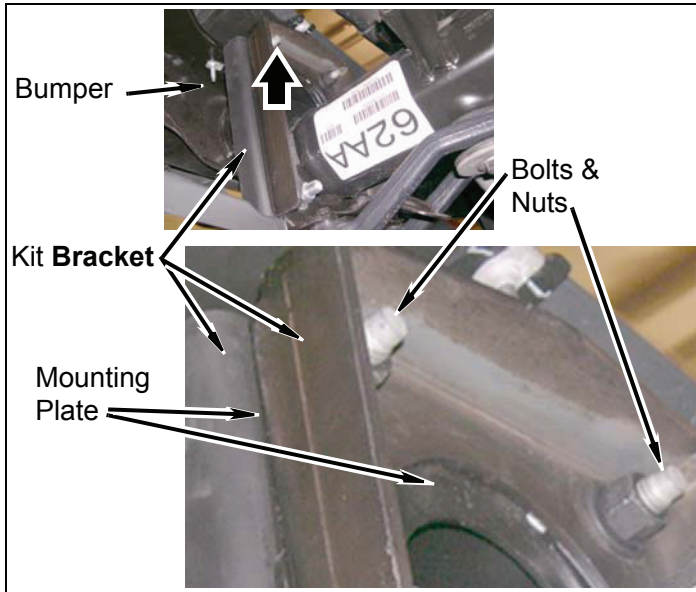 Bumper
62AA
Bolts &
Nuts
Kit Bracket
Mounting
Plate